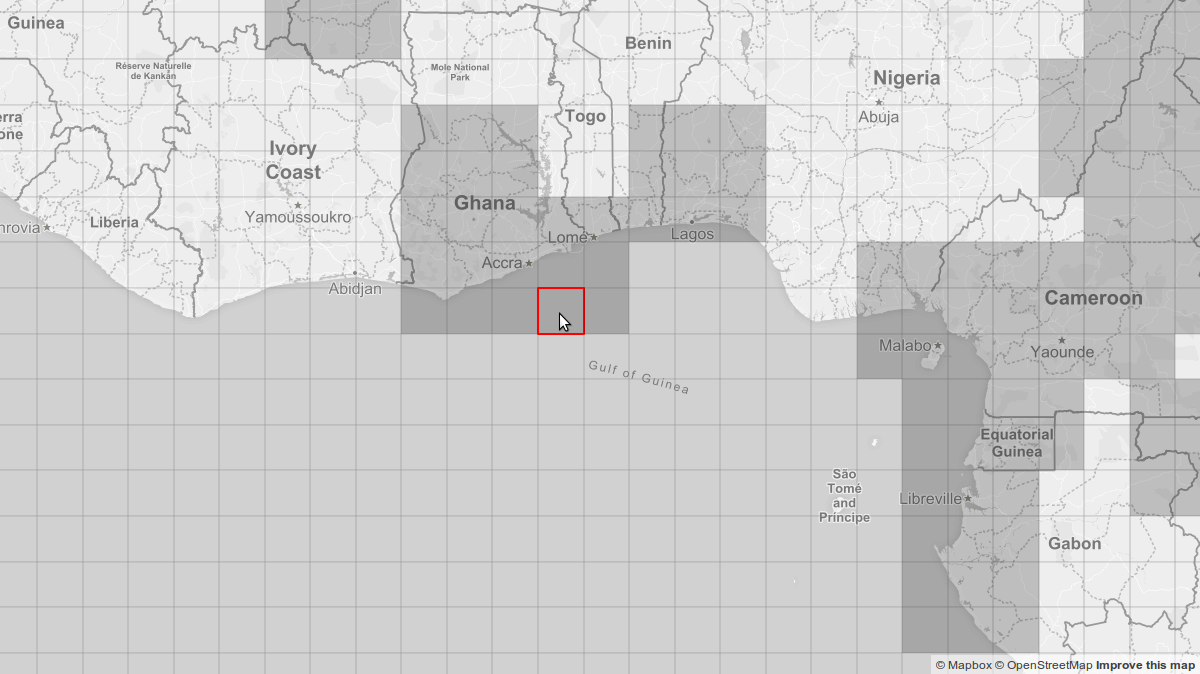 Guinea
Benin
Réserve Naturelle
de Kankan
Mole National
Park
Nigeria
Togo
Abuja
erra
one
Ivory
Coast
Ghana
Yamoussoukro
Liberia
nrovia
Lomé
Lagos
Accra
Abidjan
Cameroon
Malabo
Yaounde
Gulf of Guinea
Equatorial
Guinea
São
Tomé
and
Príncipe
Libreville
Gabon
© Mapbox © OpenStreetMap Improve this map